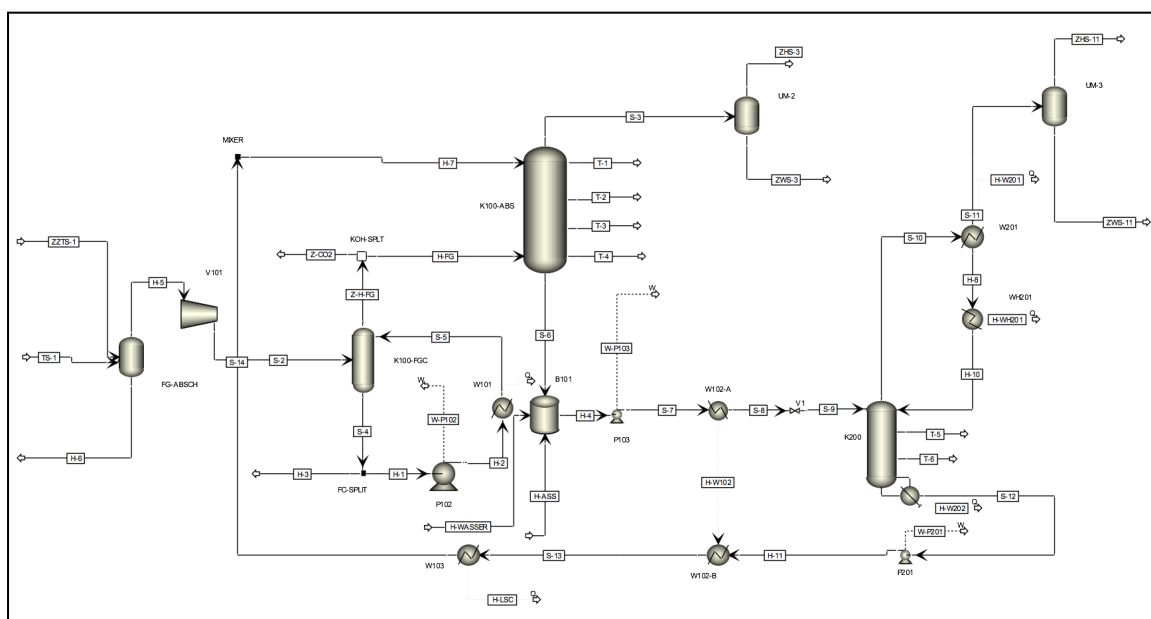 ZHS-3
ZHS-11
UM-2
UM-3
S-3
MIXER
H-7
T-1
ZWS-3
H-W201
Q
K100-ABS
T-2
S-11
ZWS-11
T-3
S-10
W201
ZZTS-1
KOH-SPLT
Z-CO2
H-FG
T-4
H-5
V101
H-8
W
WH201
Z-H-FG
H-WH201
Q
S-6
S-5
TS-1
S-14
S-2
K100-FGC
W-P103
H-10
FG-ABSCH
W101
Q
B101
W102-A
W
V1
H-4
S-7
S-8
S-9
W-P102
K200
T-5
S-4
P103
H-2
T-6
H-6
H-3
H-1
H-W102
S-12
FC-SPLIT
P102
H-ASS
H-W202
Q
H-WASSER
W-P201
W
W103
S-13
H-11
W102-B
P201
H-LSC
Q